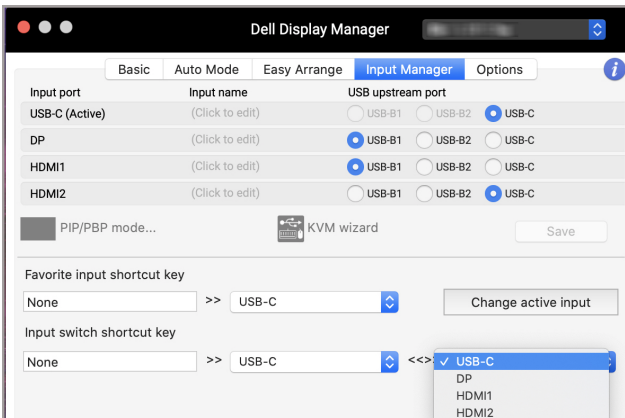 Dell Display Manager
Basic Auto Mode Easy Arrange Input Manager Options i
Input port Input name USB upstream port
USB-C (Active) (Click to edit) USB-B1 USB-B2 USB-C
DP (Click to edit) USB-B1 USB-B2 USB-C
HDMI1 (Click to edit) USB-B1 USB-B2 USB-C
HDMI2 (Click to edit) USB-B1 USB-B2 USB-C
PIP/PBP mode... KVM wizard Save
Favorite input shortcut key
None >> USB-C Change active input
Input switch shortcut key
None >> USB-C <<> ✓ USB-C
DP
HDMI1
HDMI2